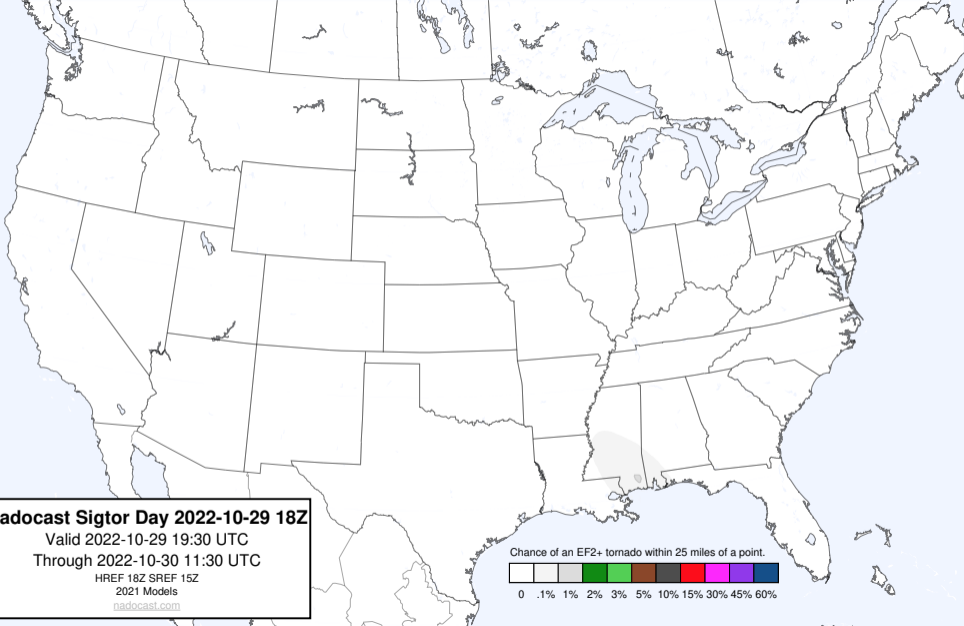 adocast Sigtor Day 2022-10-29 18Z
Valid 2022-10-29 19:30 UTC
Through 2022-10-30 11:30 UTC
HREF 18Z SREF 15Z
2021 Models
nadocast.com
Chance of an EF2+ tornado within 25 miles of a point.
0 .1% 1% 2% 3% 5% 10% 15% 30% 45% 60%